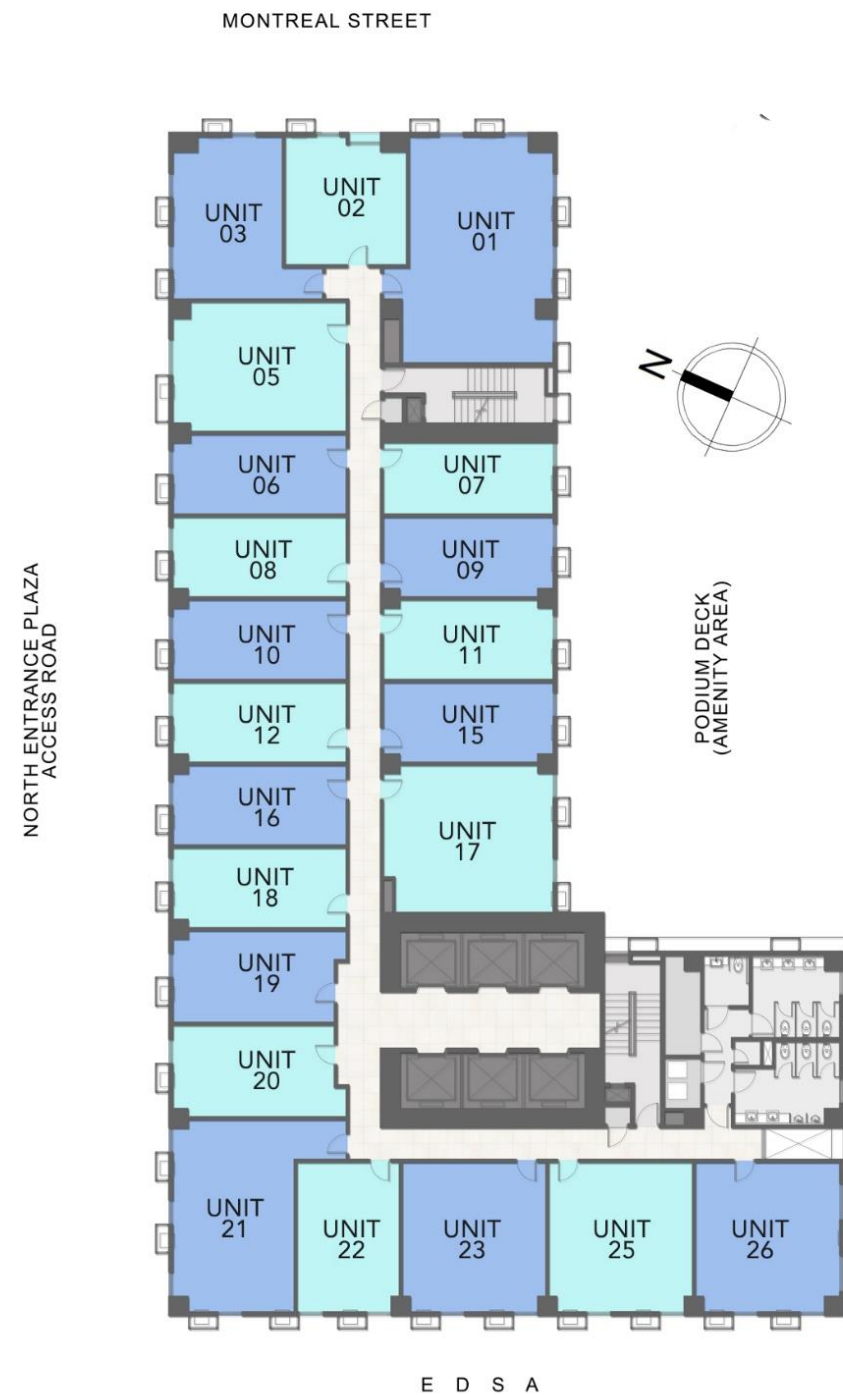 MONTREAL STREET
UNIT
03
UNIT
02
UNIT
01
UNIT
05
N
UNIT
06
UNIT
07
UNIT
08
UNIT
09
NORTH ENTRANCE PLAZA
ACCESS ROAD
PODIUM DECK
(AMENITY AREA)
UNIT
10
UNIT
11
UNIT
12
UNIT
15
UNIT
16
UNIT
17
UNIT
18
UNIT
19
UNIT
20
UNIT
21
UNIT
22
UNIT
23
UNIT
25
UNIT
26
E D S A